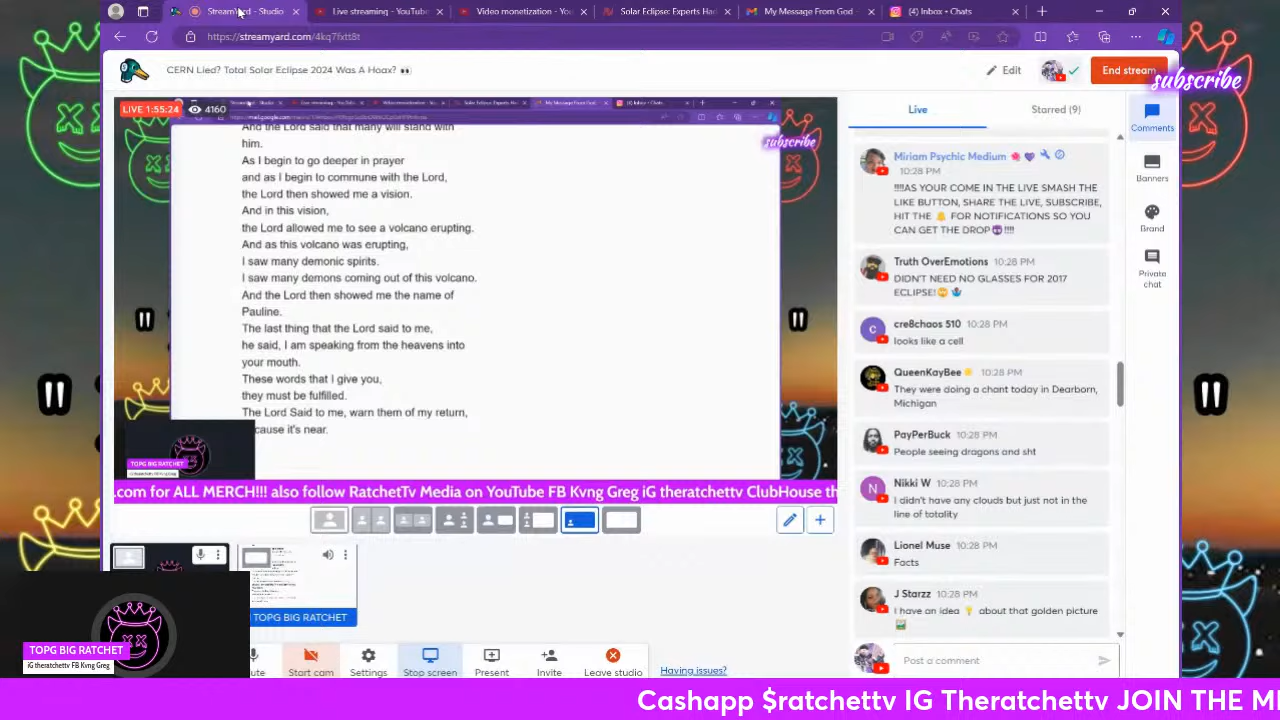 StreamYard - Studio
Live streaming - YouTube
Video monetization - You
Solar Eclipse: Experts Ha
My Message From God -
(4) Inbox • Chats
https://streamyard.com/4kq7fxtt8t
CERN Lied? Total Solar Eclipse 2024 Was A Hoax? 👀
Edit
End stream
subscribe
LIVE 1:55:24
4160
subscribe
And the Lord said that many will stand with
him.
As I begin to go deeper in prayer
and as I begin to commune with the Lord,
the Lord then showed me a vision.
And in this vision,
the Lord allowed me to see a volcano erupting.
And as this volcano was erupting,
I saw many demonic spirits.
I saw many demons coming out of this volcano.
And the Lord then showed me the name of
Pauline.
The last thing that the Lord said to me,
he said, I am speaking from the heavens into
your mouth.
These words that I give you,
they must be fulfilled.
The Lord Said to me, warn them of my return,
cause it's near.
TOPG BIG RATCHET
.com for ALL MERCH!!! also follow RatchetTv Media on YouTube FB Kvng Greg iG theratchettv ClubHouse th
TOPG BIG RATCHET
TOPG BIG RATCHET
iG theratchettv FB Kvng Greg
ute
Start cam
Settings
Stop screen
Present
Invite
Leave studio
Having issues?
Live
Starred (9)
Miriam Psychic Medium
10:28 PM
!!!!AS YOUR COME IN THE LIVE SMASH THE
LIKE BUTTON, SHARE THE LIVE, SUBSCRIBE,
HIT THE 🔔 FOR NOTIFICATIONS SO YOU
CAN GET THE DROP👽!!!!
Truth OverEmotions 10:28 PM
DIDN'T NEED NO GLASSES FOR 2017
ECLIPSE!
cre8chaos 510 10:28 PM
looks like a cell
QueenKayBee 10:28 PM
They were doing a chant today in Dearborn,
Michigan
PayPerBuck 10:28 PM
People seeing dragons and sht
Nikki W 10:28 PM
N
I didn't have any clouds but just not in the
line of totality
Lionel Muse 10:28 PM
Facts
J Starzz 10:28 PM
I have an idea 💡 about that golden picture
🖼️
Post a comment
Comments
Banners
Brand
Private
chat
Cashapp $ratchettv IG Theratchettv JOIN THE M